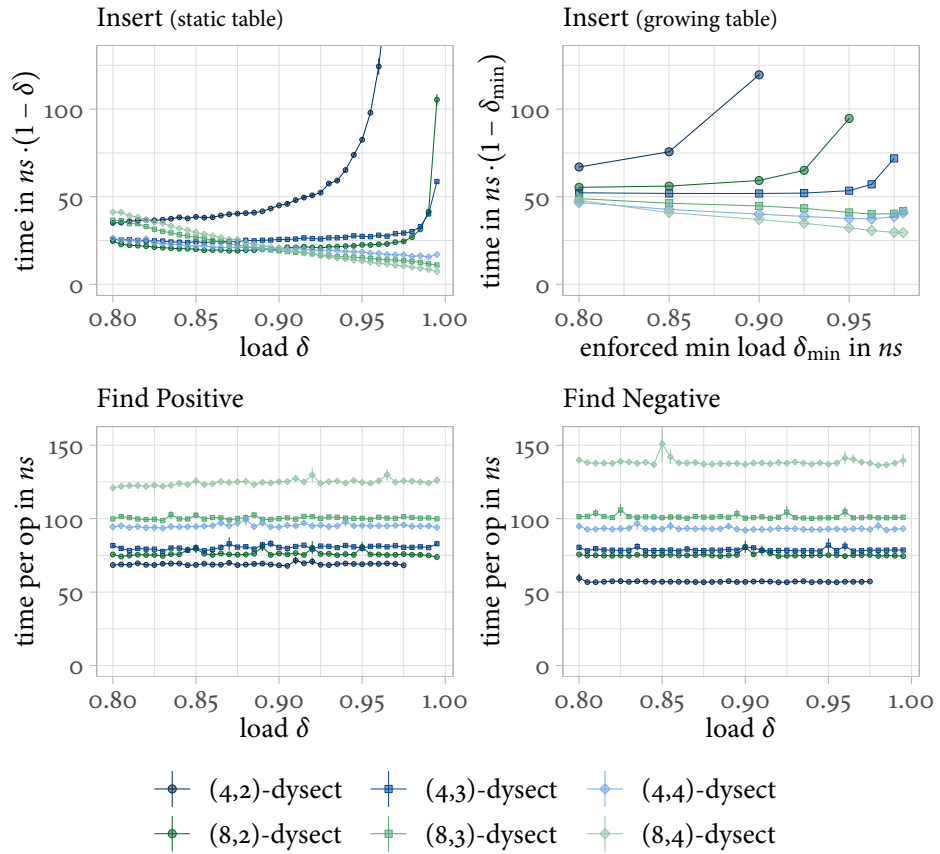 Insert (static table)
time in ns ·(1 − δ)
100
50
0
0.80 0.85 0.90 0.95 1.00
load δ
Insert (growing table)
time in ns ·(1 − δmin)
100
50
0
0.80 0.85 0.90 0.95
enforced min load δmin in ns
Find Positive
time per op in ns
150
100
50
0
0.80 0.85 0.90 0.95 1.00
load δ
Find Negative
time per op in ns
150
100
50
0
0.80 0.85 0.90 0.95 1.00
load δ
(4,2)-dysect (4,3)-dysect (4,4)-dysect
(8,2)-dysect (8,3)-dysect (8,4)-dysect